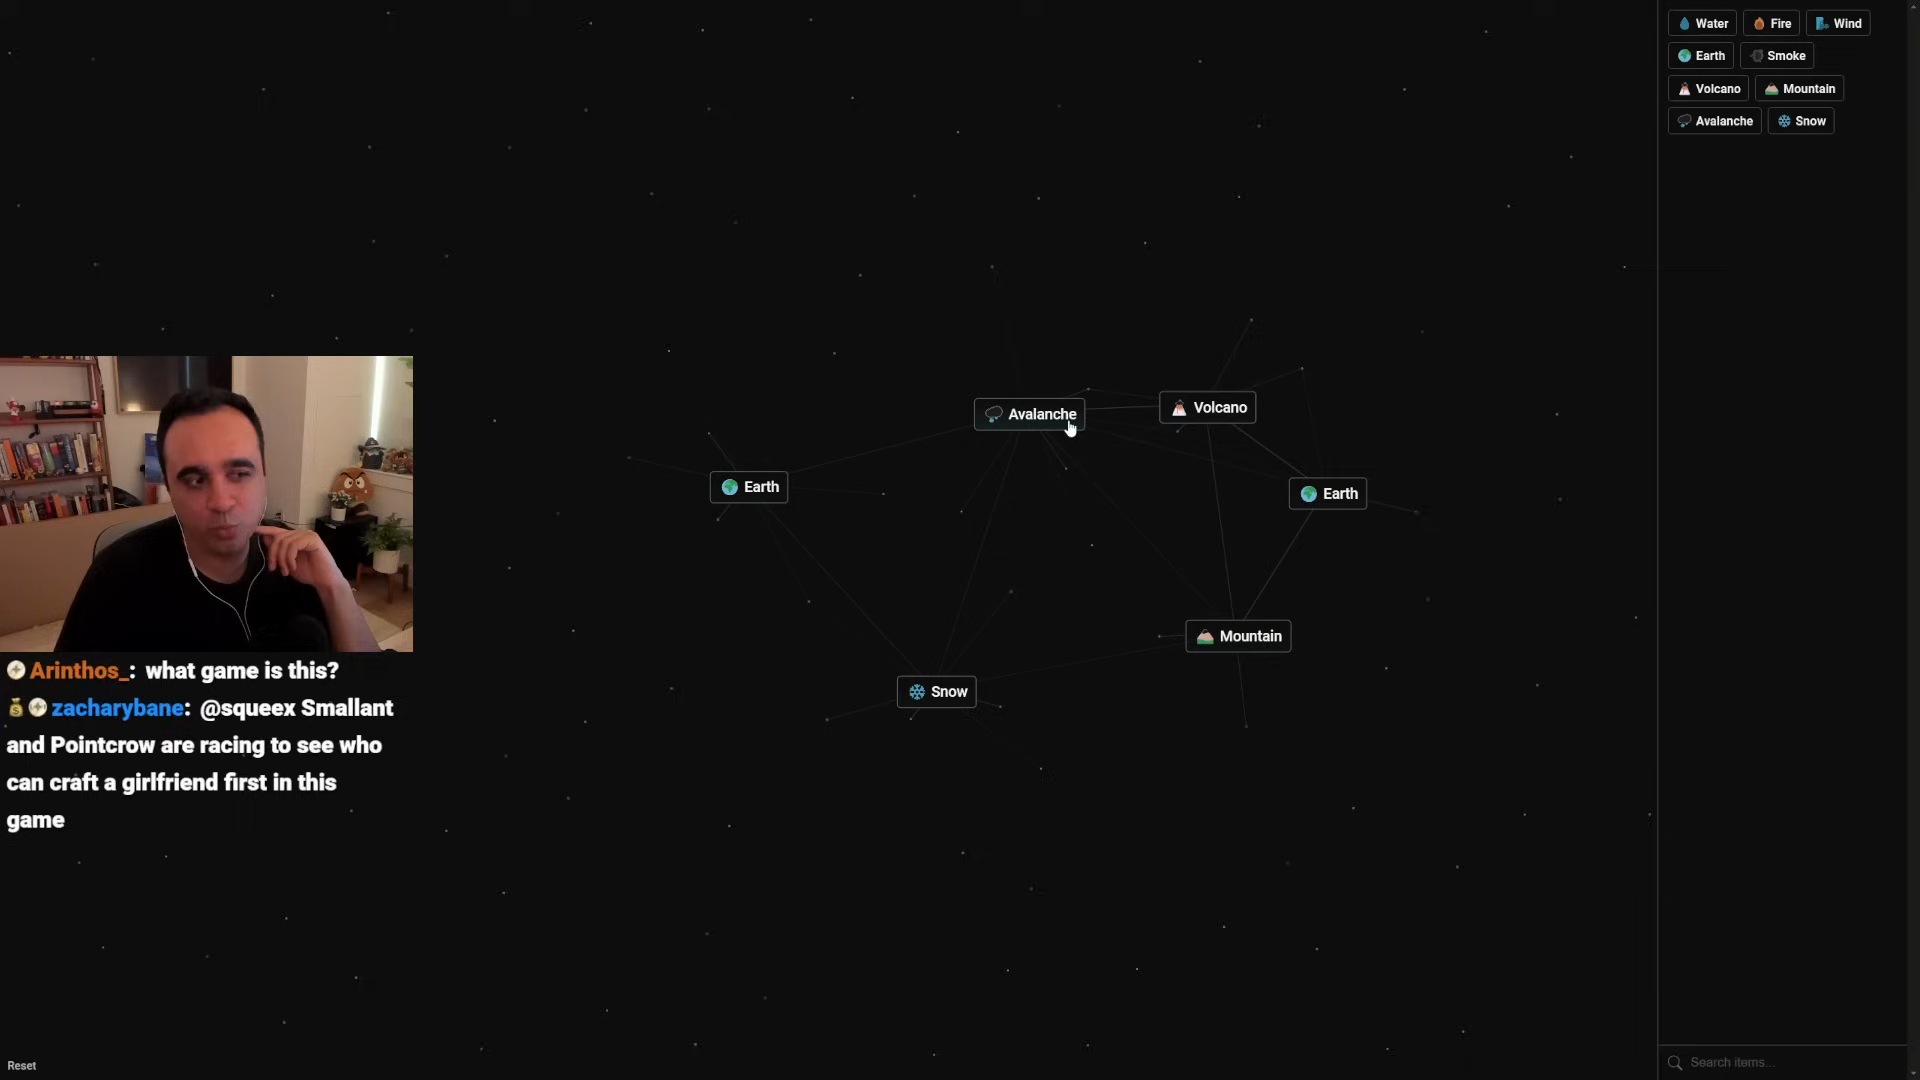 Water Fire Wind
Earth Smoke
Volcano Mountain
Avalanche Snow
Avalanche
Volcano
Earth
Earth
Mountain
Snow
Arinthos_: what game is this?
zacharybane: @squeex Smallant
and Pointcrow are racing to see who
can craft a girlfriend first in this
game
Reset
Search items...